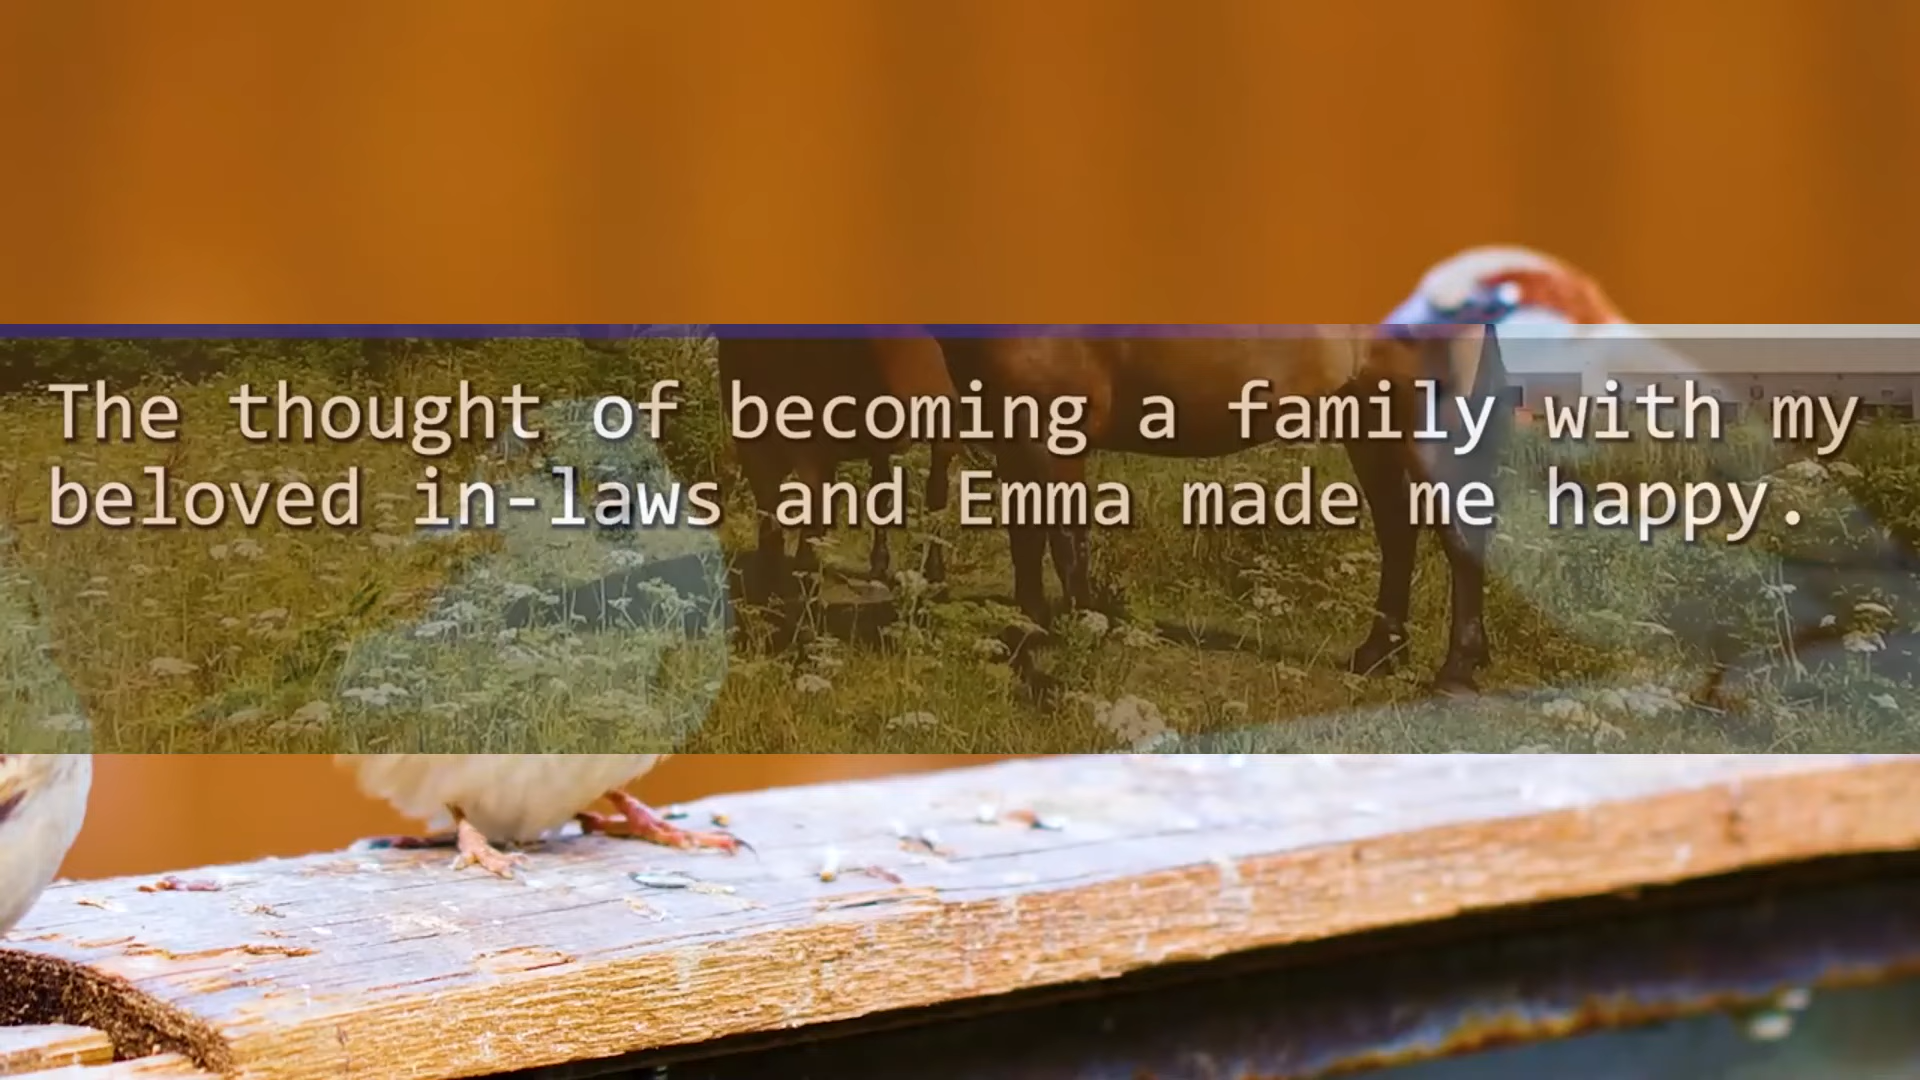 The thought of becoming a family with my
beloved in-laws and Emma made me happy.